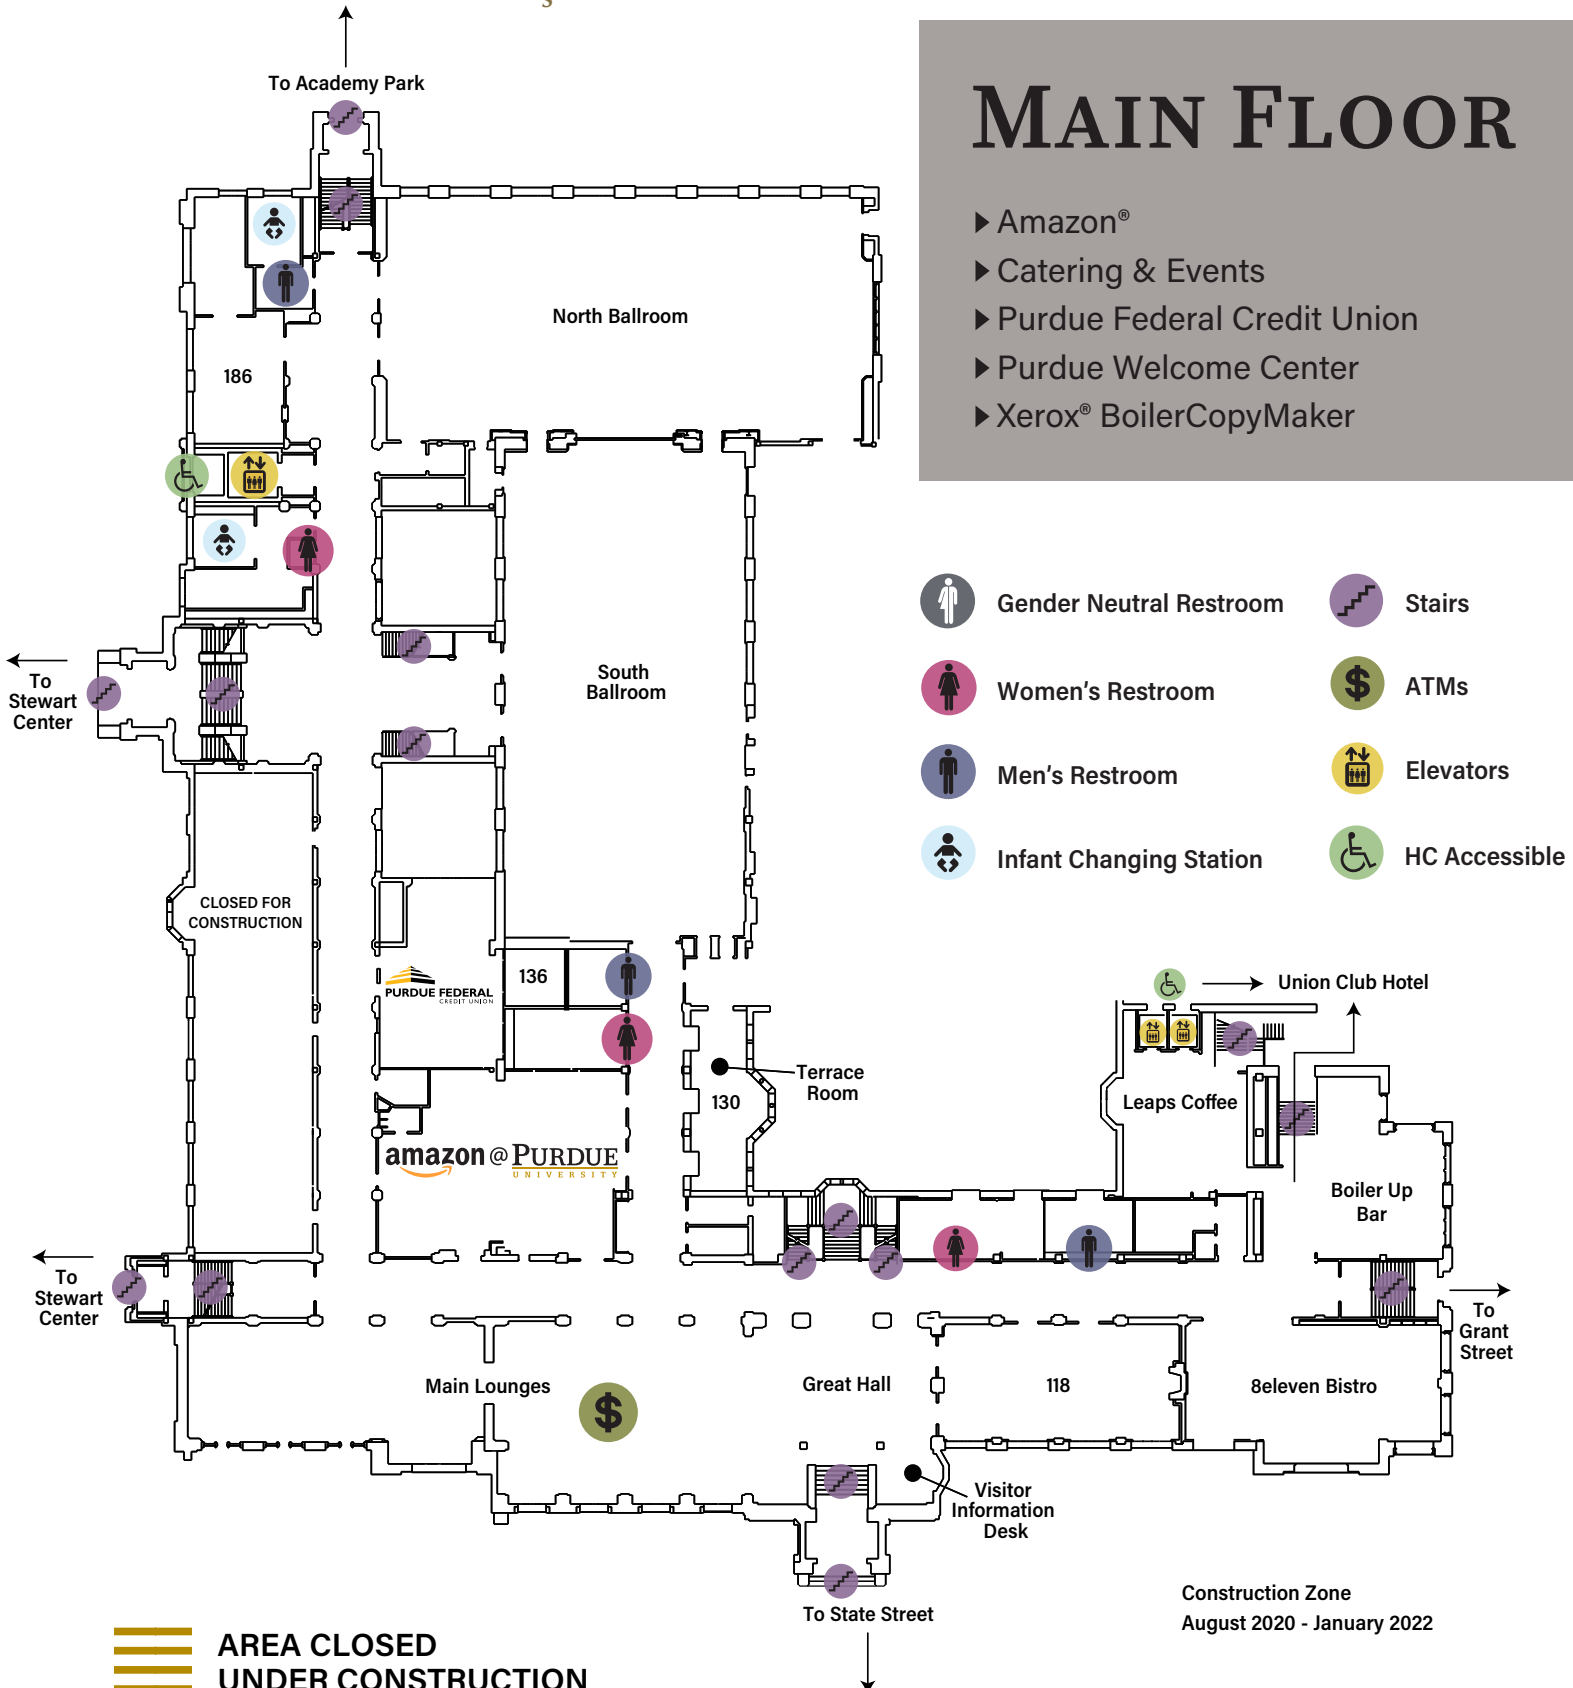 To Academy Park
MAIN FLOOR
Amazon®
Catering & Events
Purdue Federal Credit Union
Purdue Welcome Center
Xerox® BoilerCopyMaker
North Ballroom
186
Gender Neutral Restroom
Stairs
Women's Restroom
ATMs
Men's Restroom
Elevators
Infant Changing Station
HC Accessible
To
Stewart
Center
South
Ballroom
CLOSED FOR
CONSTRUCTION
PURDUE FEDERAL
CREDIT UNION
136
Union Club Hotel
Terrace
Room
130
Leaps Coffee
amazon @ PURDUE
UNIVERSITY
Boiler Up
Bar
To
Stewart
Center
To
Grant
Street
Main Lounges
$
Great Hall
118
8eleven Bistro
Visitor
Information
Desk
To State Street
Construction Zone
August 2020 - January 2022
AREA CLOSED
UNDER CONSTRUCTION